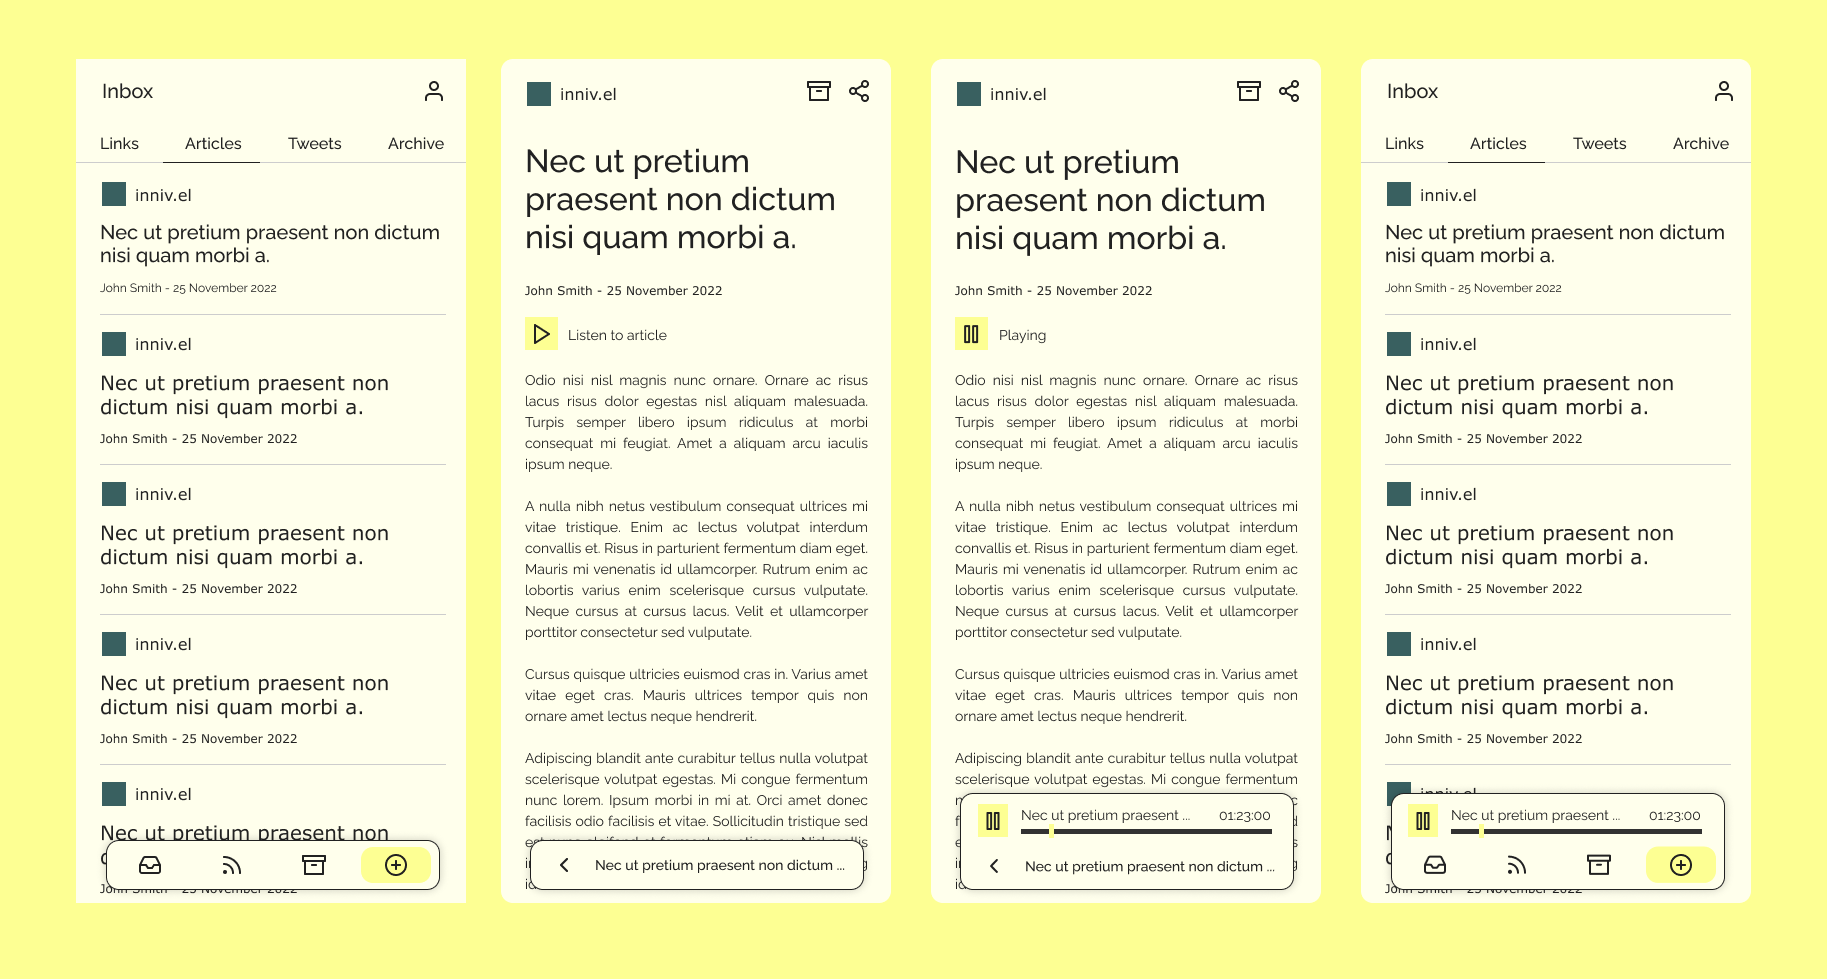 Inbox
Links Articles Tweets Archive
inniv.el
Nec ut pretium praesent non dictum
nisi quam morbi a.
John Smith - 25 November 2022
inniv.el
Nec ut pretium praesent non
dictum nisi quam morbi a.
John Smith - 25 November 2022
inniv.el
Nec ut pretium praesent non
dictum nisi quam morbi a.
John Smith - 25 November 2022
inniv.el
Nec ut pretium praesent non
dictum nisi quam morbi a.
John Smith - 25 November 2022
inniv.el
Nec ut pretium praesent non
John Smith - 25 November 2022
inniv.el
Nec ut pretium
praesent non dictum
nisi quam morbi a.
John Smith - 25 November 2022
Listen to article
Odio nisi nisl magnis nunc ornare. Ornare ac risus
lacus risus dolor egestas nisl aliquam malesuada.
Turpis semper libero ipsum ridiculus at morbi
consequat mi feugiat. Amet a aliquam arcu iaculis
ipsum neque.
A nulla nibh netus vestibulum consequat ultrices mi
vitae tristique. Enim ac lectus volutpat interdum
convallis et. Risus in parturient fermentum diam eget.
Mauris mi venenatis id ullamcorper. Rutrum enim ac
lobortis varius enim scelerisque cursus vulputate.
Neque cursus at cursus lacus. Velit et ullamcorper
porttitor consectetur sed vulputate.
Cursus quisque ultricies euismod cras in. Varius amet
vitae eget cras. Mauris ultrices tempor quis non
ornare amet lectus neque hendrerit.
Adipiscing blandit ante curabitur tellus nulla volutpat
scelerisque volutpat egestas. Mi congue fermentum
nunc lorem. Ipsum morbi in mi at. Orci amet donec
facilisis odio facilisis et vitae. Sollicitudin tristique sed
Nec ut pretium praesent non dictum ...
inniv.el
Nec ut pretium
praesent non dictum
nisi quam morbi a.
John Smith - 25 November 2022
Playing
Odio nisi nisl magnis nunc ornare. Ornare ac risus
lacus risus dolor egestas nisl aliquam malesuada.
Turpis semper libero ipsum ridiculus at morbi
consequat mi feugiat. Amet a aliquam arcu iaculis
ipsum neque.
A nulla nibh netus vestibulum consequat ultrices mi
vitae tristique. Enim ac lectus volutpat interdum
convallis et. Risus in parturient fermentum diam eget.
Mauris mi venenatis id ullamcorper. Rutrum enim ac
lobortis varius enim scelerisque cursus vulputate.
Neque cursus at cursus lacus. Velit et ullamcorper
porttitor consectetur sed vulputate.
Cursus quisque ultricies euismod cras in. Varius amet
vitae eget cras. Mauris ultrices tempor quis non
ornare amet lectus neque hendrerit.
Adipiscing blandit ante curabitur tellus nulla volutpat
scelerisque volutpat egestas. Mi congue fermentum
Nec ut pretium praesent ... 01:23:00
Nec ut pretium praesent non dictum ...
Inbox
Links Articles Tweets Archive
inniv.el
Nec ut pretium praesent non dictum
nisi quam morbi a.
John Smith - 25 November 2022
inniv.el
Nec ut pretium praesent non
dictum nisi quam morbi a.
John Smith - 25 November 2022
inniv.el
Nec ut pretium praesent non
dictum nisi quam morbi a.
John Smith - 25 November 2022
inniv.el
Nec ut pretium praesent non
dictum nisi quam morbi a.
John Smith - 25 November 2022
inniv.el
Nec ut pretium praesent ... 01:23:00
John Smith - 25 November 2022